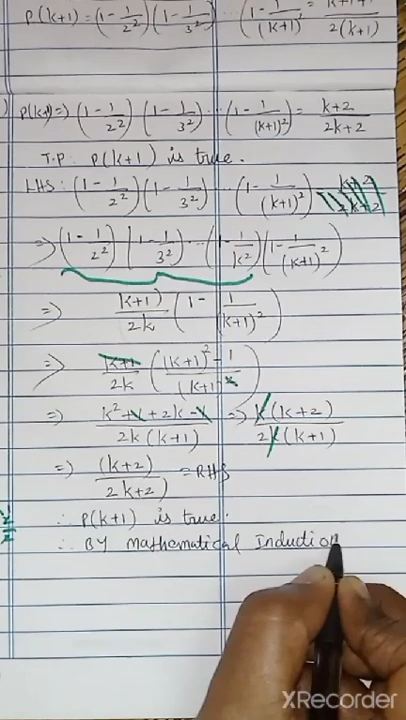 P(k+1) = (1 - 1/2²)(1 - 1/3²) ... (1 - 1/(k+1)² = k+1+1/2(k+1)
) P(k+1) => (1 - 1/2²)(1 - 1/3²) ... (1 - 1/(k+1)²) = k+2/2k+2
T.P: P(k+1) is true.
LHS: (1 - 1/2²)(1 - 1/3²) ... (1 - 1/(k+1)²)
=> (1 - 1/2²)(1 - 1/3²) ... (1 - 1/k²)(1 - 1/(k+1)²)
=> (k+1)/2k (1 - 1/(k+1)²)
=> k+1/2k ((k+1)² - 1/(k+1)²)
=> k² + 1 + 2k - 1/2k(k+1) => k(k+2)/2k(k+1)
=> (k+2)/2k+2) = RHS
∴ P(k+1) is true.
∴ BY Mathematical Induction
XRecorder